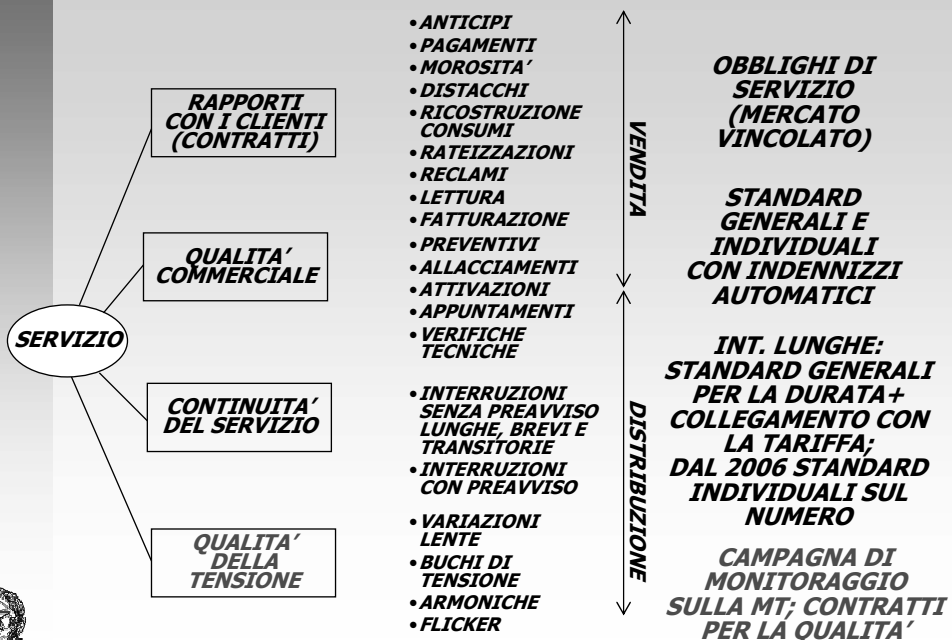 SERVIZIO
RAPPORTI
CON I CLIENTI
(CONTRATTI)
QUALITA'
COMMERCIALE
CONTINUITA'
DEL SERVIZIO
QUALITA'
DELLA
TENSIONE
• ANTICIPI
• PAGAMENTI
• MOROSITA'
• DISTACCHI
• RICOSTRUZIONE
CONSUMI
• RATEIZZAZIONI
• RECLAMI
• LETTURA
• FATTURAZIONE
• PREVENTIVI
• ALLACCIAMENTI
• ATTIVAZIONI
• APPUNTAMENTI
• VERIFICHE
TECNICHE
• INTERRUZIONI
SENZA PREAVVISO
LUNGHE, BREVI E
TRANSITORIE
• INTERRUZIONI
CON PREAVVISO
• VARIAZIONI
LENTE
• BUCHI DI
TENSIONE
• ARMONICHE
• FLICKER
VENDITA
DISTRIBUZIONE
OBBLIGHI DI
SERVIZIO
(MERCATO
VINCOLATO)
STANDARD
GENERALI E
INDIVIDUALI
CON INDENNIZZI
AUTOMATICI
INT. LUNGHE:
STANDARD GENERALI
PER LA DURATA+
COLLEGAMENTO CON
LA TARIFFA;
DAL 2006 STANDARD
INDIVIDUALI SUL
NUMERO
CAMPAGNA DI
MONITORAGGIO
SULLA MT; CONTRATTI
PER LA QUALITA'